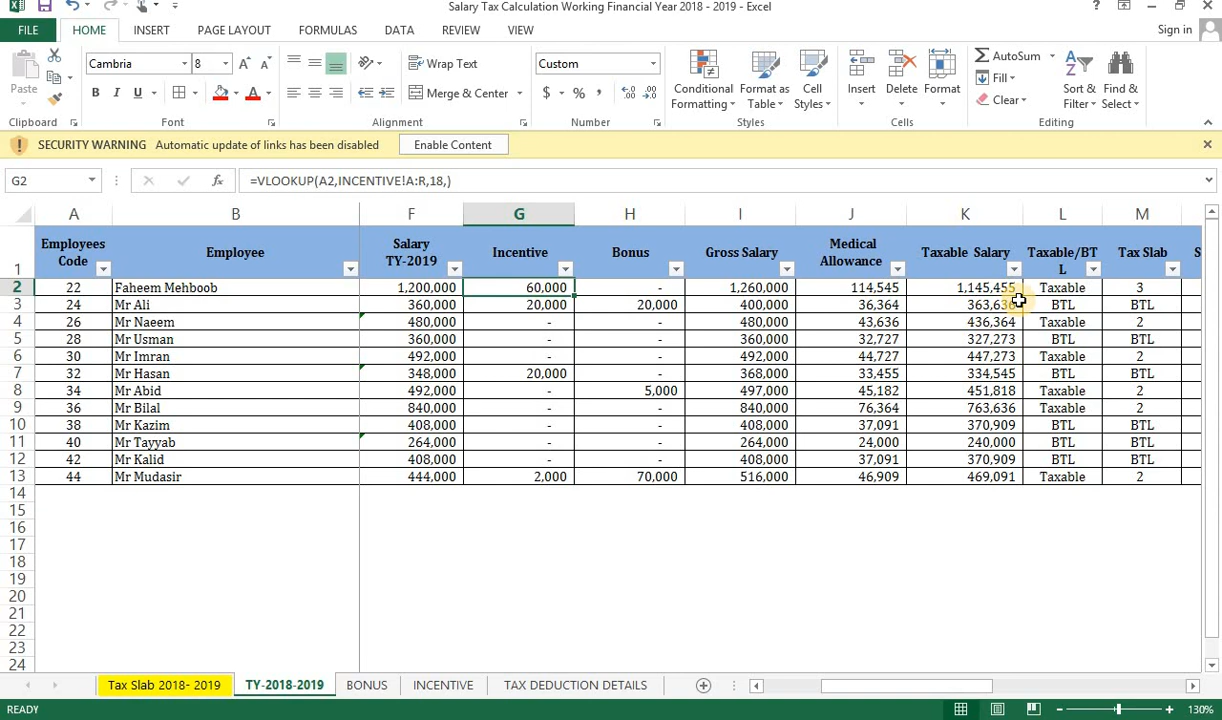 Salary Tax Calculation Working Financial Year 2018 - 2019 - Excel
Sign in
FILE HOME INSERT PAGE LAYOUT FORMULAS DATA REVIEW VIEW
Paste
Clipboard
Cambria 8
B I U A
Font
Wrap Text
Merge & Center
Alignment
Custom
$ % ,
Number
Conditional Formatting
Format as Table
Cell Styles
Styles
Insert
Delete
Format
Cells
AutoSum
Fill
Clear
Sort & Filter
Find & Select
Editing
SECURITY WARNING Automatic update of links has been disabled Enable Content
G2 fx =VLOOKUP(A2,INCENTIVE!A:R,18,)
A B F G H I J K L M
1 Employees Code Employee Salary TY-2019 Incentive Bonus Gross Salary Medical Allowance Taxable Salary Taxable/BTL Tax Slab S
2 22 Faheem Mehboob 1,200,000 60,000 - 1,260,000 114,545 1,145,455 Taxable 3
3 24 Mr Ali 360,000 20,000 20,000 400,000 36,364 363,636 BTL BTL
4 26 Mr Naeem 480,000 - - 480,000 43,636 436,364 Taxable 2
5 28 Mr Usman 360,000 - - 360,000 32,727 327,273 BTL BTL
6 30 Mr Imran 492,000 - - 492,000 44,727 447,273 Taxable 2
7 32 Mr Hasan 348,000 20,000 - 368,000 33,455 334,545 BTL BTL
8 34 Mr Abid 492,000 - 5,000 497,000 45,182 451,818 Taxable 2
9 36 Mr Bilal 840,000 - - 840,000 76,364 763,636 Taxable 2
10 38 Mr Kazim 408,000 - - 408,000 37,091 370,909 BTL BTL
11 40 Mr Tayyab 264,000 - - 264,000 24,000 240,000 BTL BTL
12 42 Mr Kalid 408,000 - - 408,000 37,091 370,909 BTL BTL
13 44 Mr Mudasir 444,000 2,000 70,000 516,000 46,909 469,091 Taxable 2
14
15
16
17
18
19
20
21
22
23
24
Tax Slab 2018- 2019 TY-2018-2019 BONUS INCENTIVE TAX DEDUCTION DETAILS
READY 130%